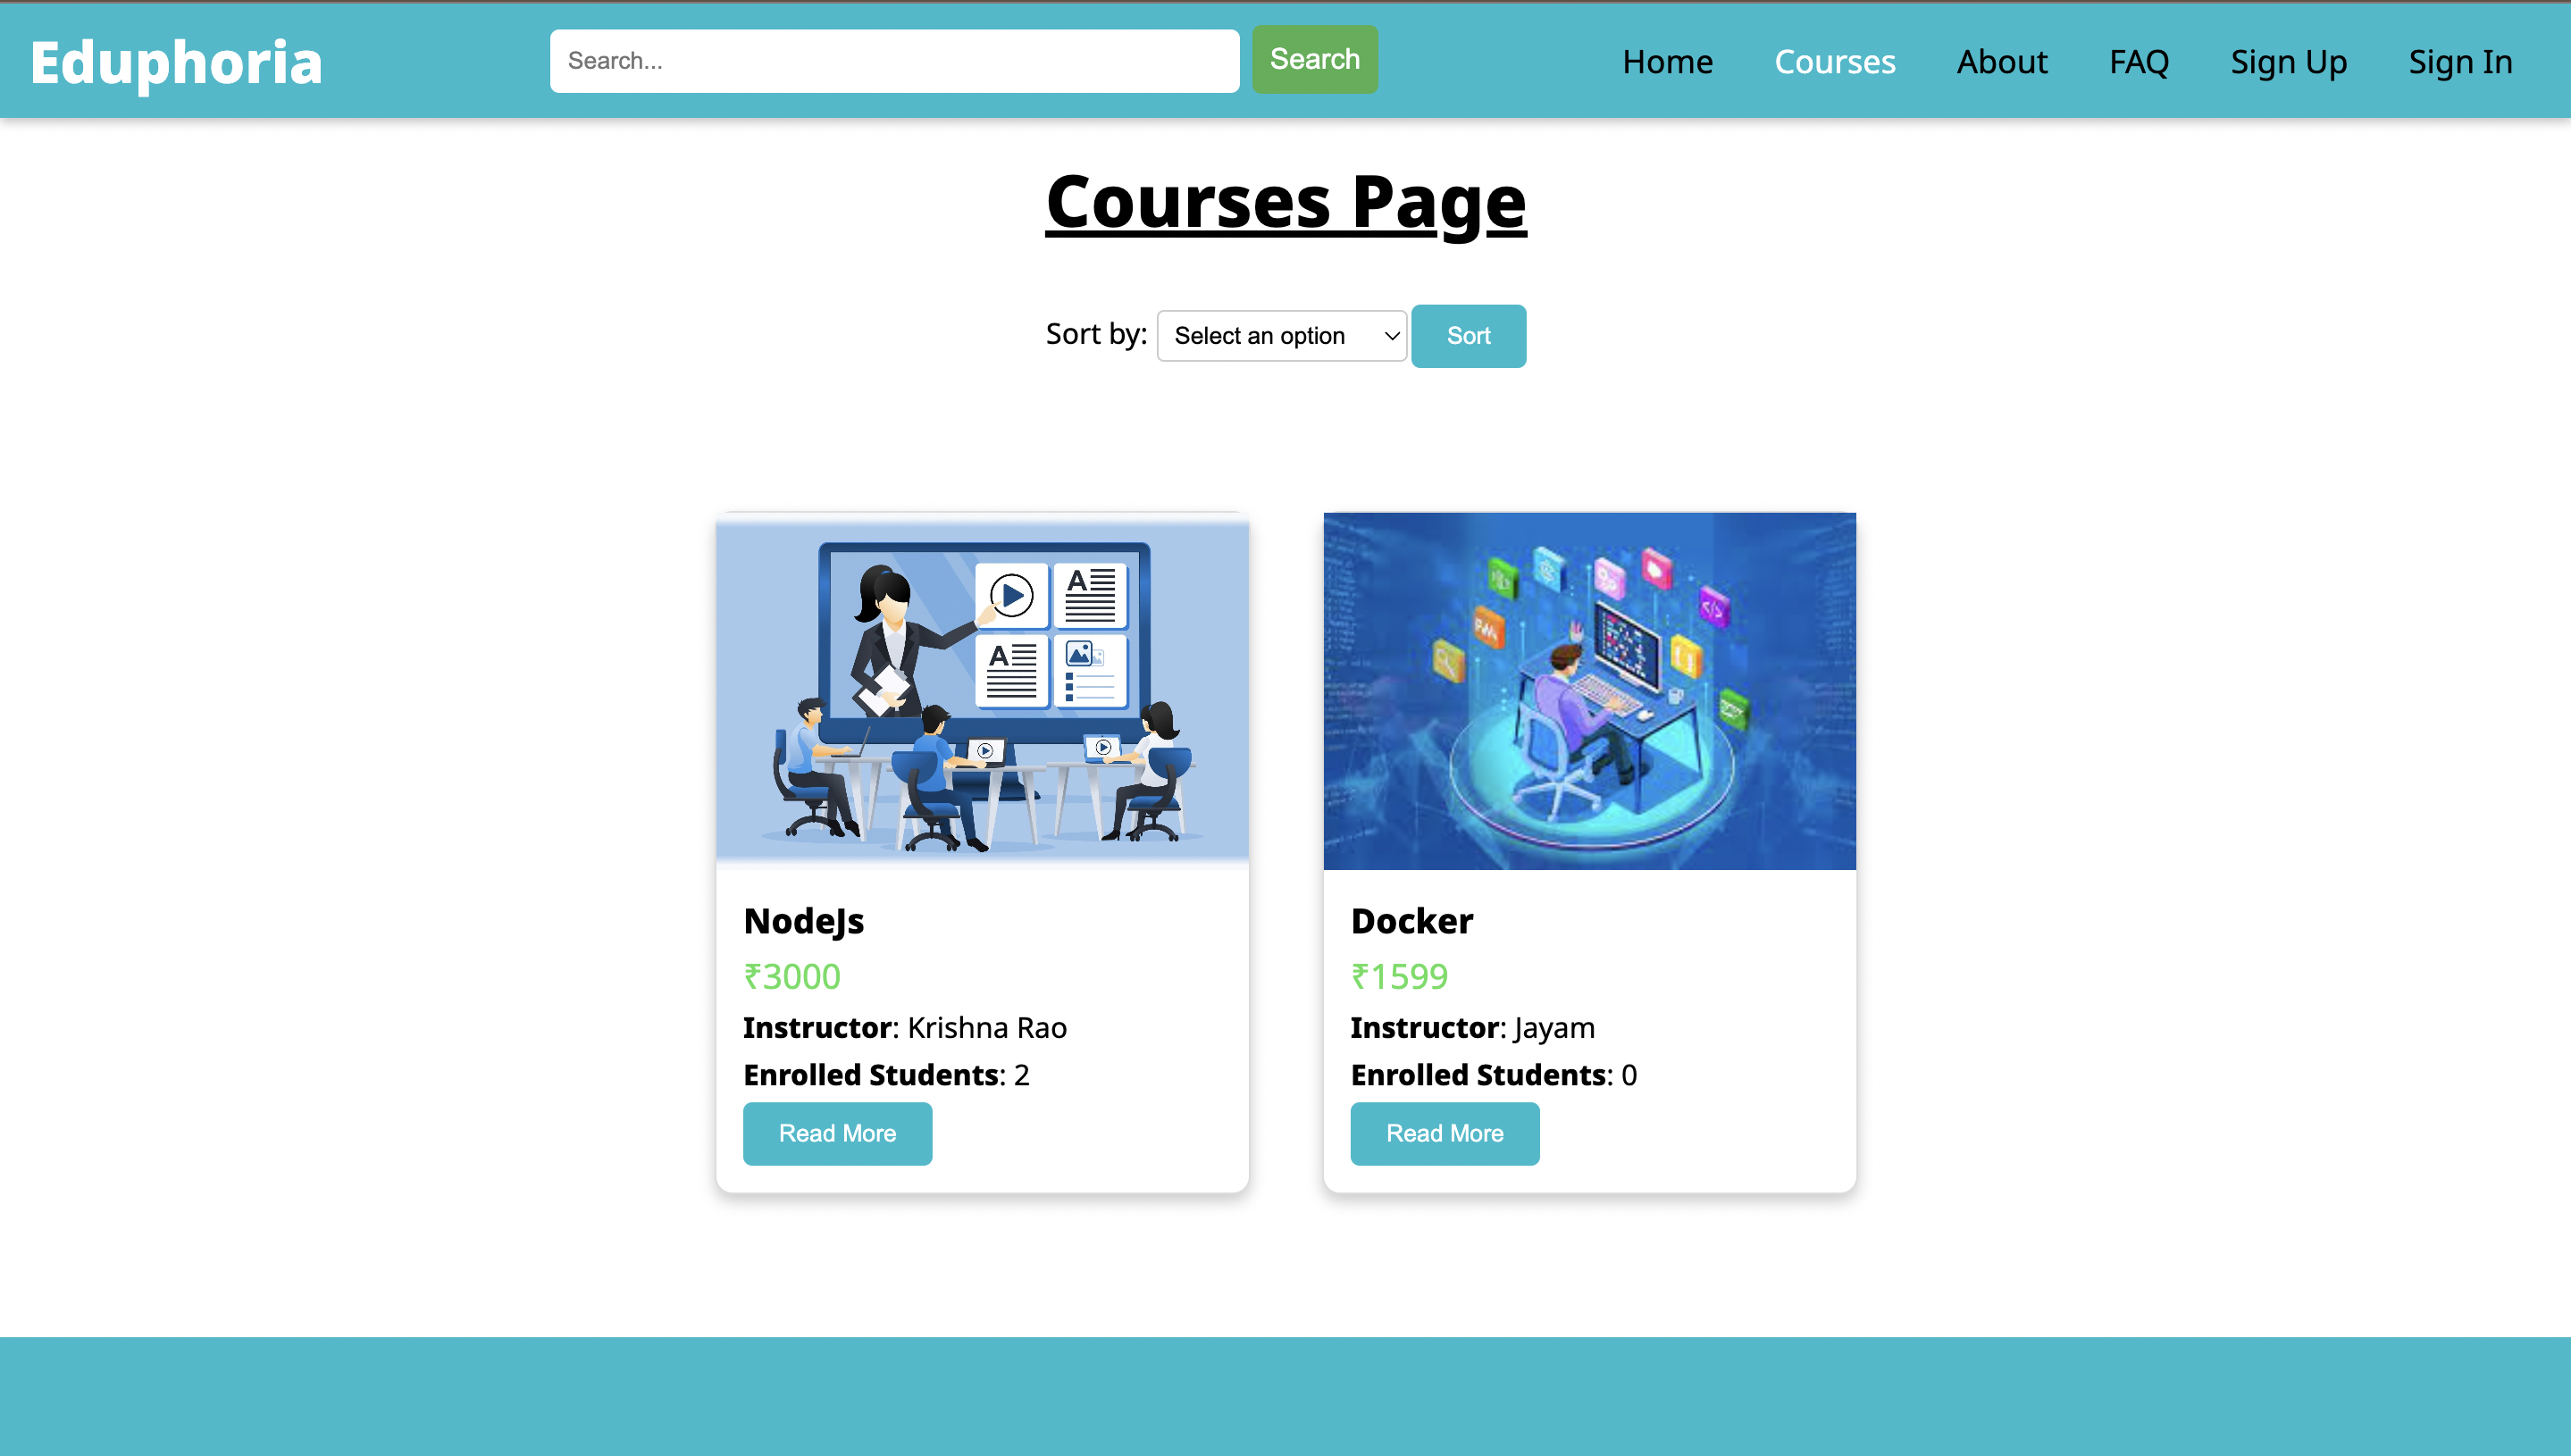 Eduphoria
Search...
Search
Home
Courses
About
FAQ
Sign Up
Sign In
Courses Page
Sort by:
Select an option
Sort
A
A
NodeJs
₹3000
Instructor: Krishna Rao
Enrolled Students: 2
Read More
</>
Docker
₹1599
Instructor: Jayam
Enrolled Students: 0
Read More